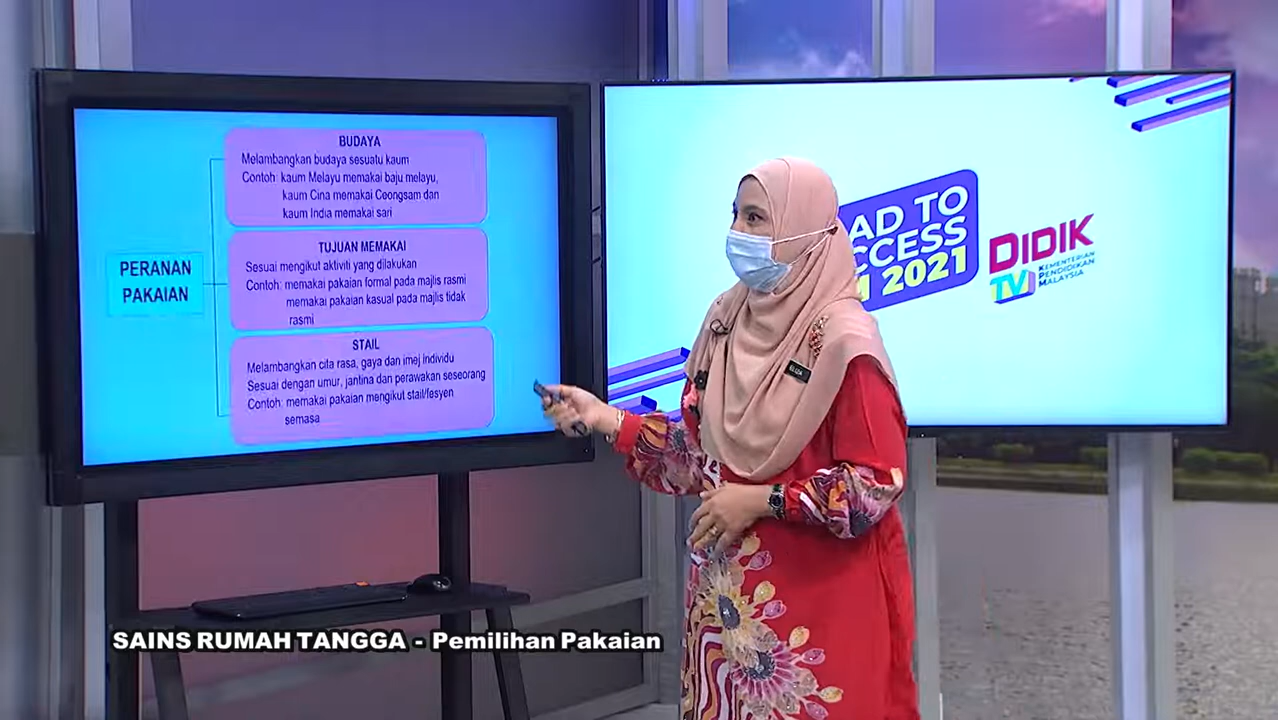 PERANAN
PAKAIAN
BUDAYA
Melambangkan budaya sesuatu kaum
Contoh: kaum Melayu memakai baju melayu,
kaum Cina memakai Ceongsam dan
kaum India memakai sari
TUJUAN MEMAKAI
Sesuai mengikut aktiviti yang dilakukan
Contoh: memakai pakaian formal pada majlis rasmi
memakai pakaian kasual pada majlis tidak
rasmi
STAIL
Melambangkan cita rasa, gaya dan imej individu
Sesuai dengan umur, jantina dan perawakan seseorang
Contoh: memakai pakaian mengikut stail/fesyen
semasa
AD TO
CCESS
2021
DIDIK
TV
KEMENTERIAN
PENDIDIKAN
MALAYSIA
SAINS RUMAH TANGGA - Pemilihan Pakaian